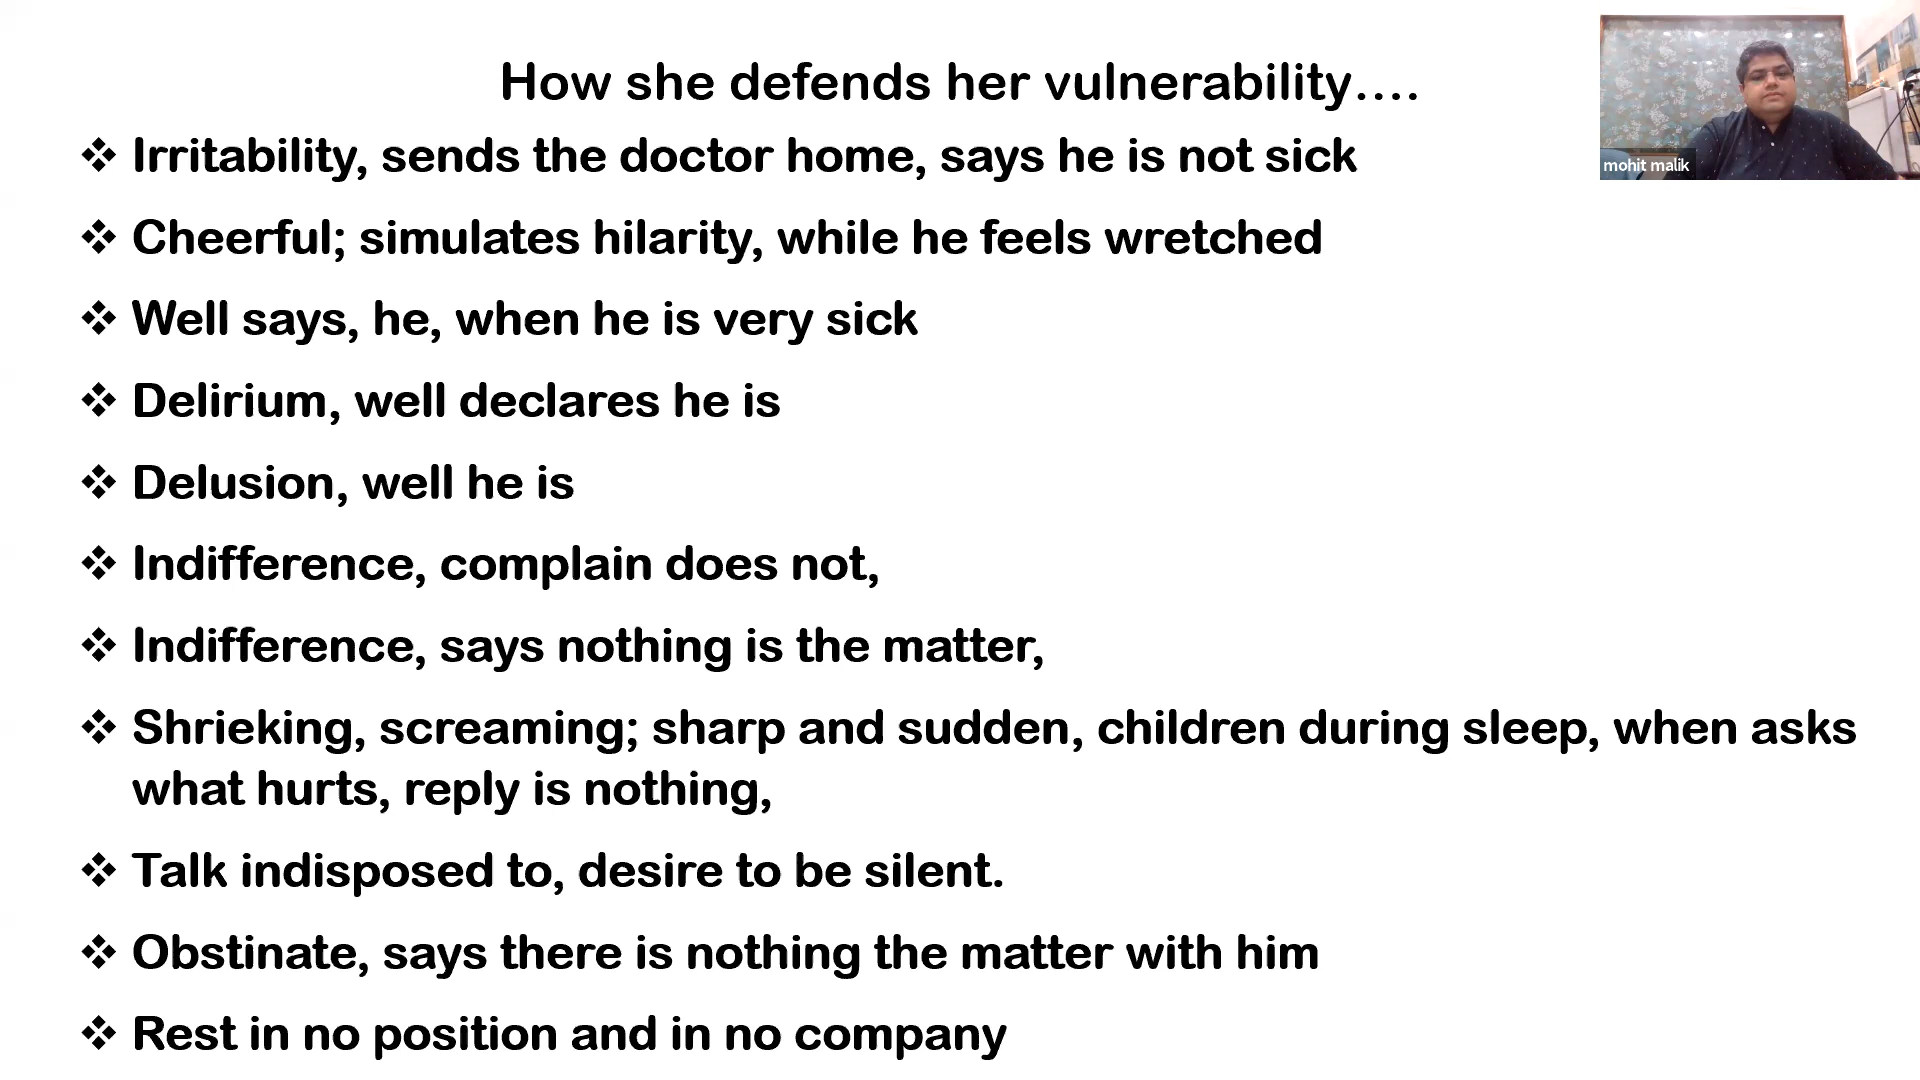 How she defends her vulnerability....
❖ Irritability, sends the doctor home, says he is not sick
❖ Cheerful; simulates hilarity, while he feels wretched
❖ Well says, he, when he is very sick
❖ Delirium, well declares he is
❖ Delusion, well he is
❖ Indifference, complain does not,
❖ Indifference, says nothing is the matter,
❖ Shrieking, screaming; sharp and sudden, children during sleep, when asks
what hurts, reply is nothing,
❖ Talk indisposed to, desire to be silent.
❖ Obstinate, says there is nothing the matter with him
❖ Rest in no position and in no company
mohit malik